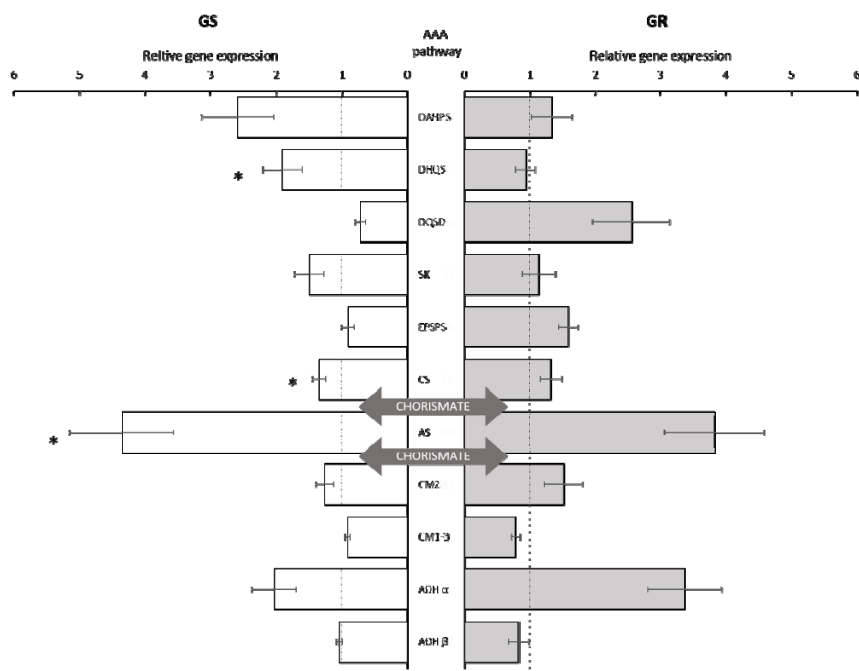 GS
AAA
pathway
GR
Reltive gene expression
Relative gene expression
6 5 4 3 2 1 0
0 1 2 3 4 5 6
DAHPS
* DHQS
DQSD
SK
EPSPS
* CS
CHORISMATE
* AS
CHORISMATE
CM2
CM1-3
ADH α
ADH β